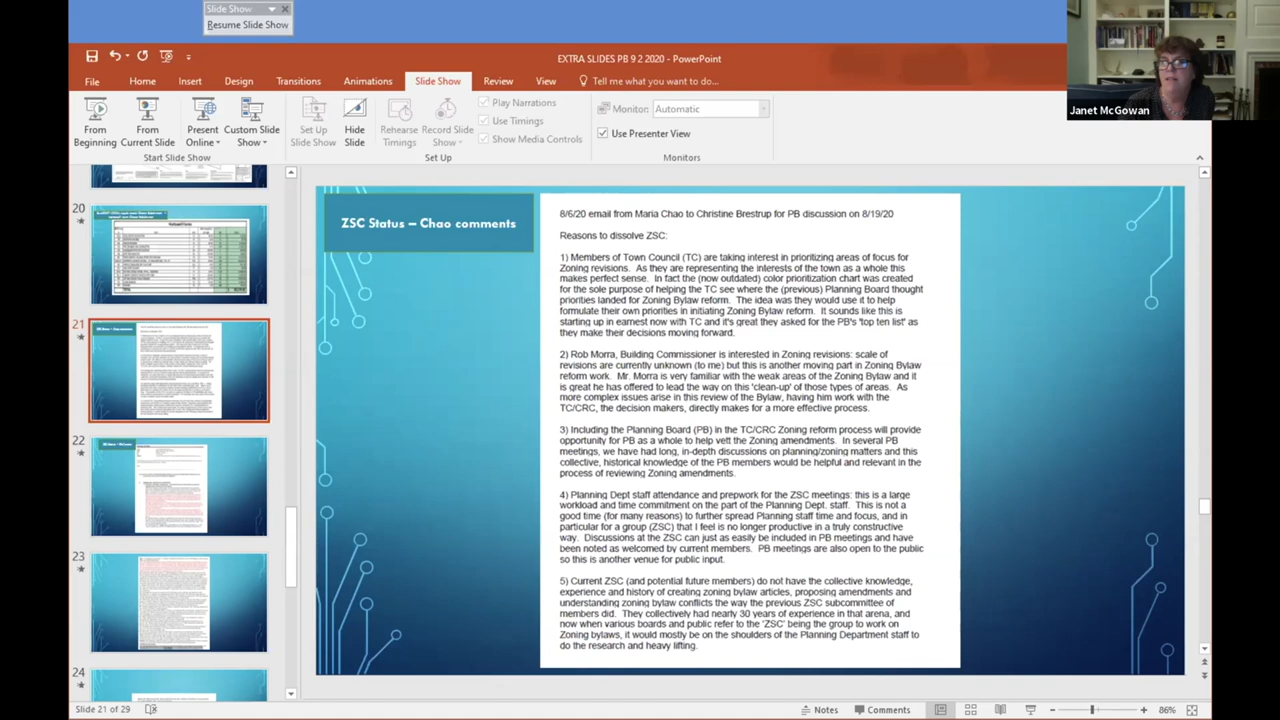 Slide Show
Resume Slide Show
EXTRA SLIDES PB 9 2 2020 - PowerPoint
File Home Insert Design Transitions Animations Slide Show Review View Tell me what you want to do...
Janet McGowan
From Beginning
From Current Slide
Present Online
Custom Slide Show
Set Up Slide Show
Hide Slide
Rehearse Timings
Record Slide Show
Play Narrations
Use Timings
Show Media Controls
Monitor: Automatic
Use Presenter View
Start Slide Show
Set Up
Monitors
20
21
22
23
24
ZSC Status – Chao comments
8/6/20 email from Maria Chao to Christine Brestrup for PB discussion on 8/19/20
Reasons to dissolve ZSC:
1) Members of Town Council (TC) are taking interest in prioritizing areas of focus for
Zoning revisions. As they are representing the interests of the town as a whole this
makes perfect sense. In fact the (now outdated) color prioritization chart was created
for the sole purpose of helping the TC see where the (previous) Planning Board thought
priorities landed for Zoning Bylaw reform. The idea was they would use it to help
formulate their own priorities in initiating Zoning Bylaw reform. It sounds like this is
starting up in earnest now with TC and it's great they asked for the PB's 'top ten list' as
they make their decisions moving forward.
2) Rob Morra, Building Commissioner is interested in Zoning revisions: scale of
revisions are currently unknown (to me) but this is another moving part in Zoning Bylaw
reform work. Mr. Morra is very familiar with the weak areas of the Zoning Bylaw and it
is great he has offered to lead the way on this 'clean-up' of those types of areas. As
more complex issues arise in this review of the Bylaw, having him work with the
TC/CRC, the decision makers, directly makes for a more effective process.
3) Including the Planning Board (PB) in the TC/CRC Zoning reform process will provide
opportunity for PB as a whole to help vett the Zoning amendments. In several PB
meetings, we have had long, in-depth discussions on planning/zoning matters and this
collective, historical knowledge of the PB members would be helpful and relevant in the
process of reviewing Zoning amendments.
4) Planning Dept staff attendance and prepwork for the ZSC meetings: this is a large
workload and time commitment on the part of the Planning Dept. staff. This is not a
good time (for many reasons) to further spread Planning staff time and focus, and in
particular for a group (ZSC) that I feel is no longer productive in a truly constructive
way. Discussions at the ZSC can just as easily be included in PB meetings and have
been noted as welcomed by current members. PB meetings are also open to the public
so this is another venue for public input.
5) Current ZSC (and potential future members) do not have the collective knowledge,
experience and history of creating zoning bylaw articles, proposing amendments and
understanding zoning bylaw conflicts the way the previous ZSC subcommittee of
members did. They collectively had nearly 30 years of experience in that arena, and
now when various boards and public refer to the 'ZSC' being the group to work on
Zoning bylaws, it would mostly be on the shoulders of the Planning Department staff to
do the research and heavy lifting.
Slide 21 of 29
Notes
Comments
86%